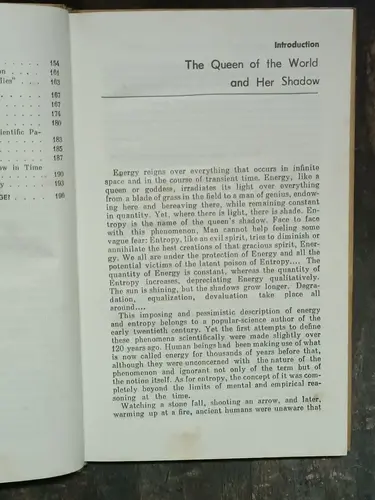 . . . . . 154
on . . . . 161
lies" . . . 163
. . . . . 167
. . . . . 167
. . . . . 174
. . . . . 180
entific Pa-
. . . . . 183
. . . . . 185
. . . . . 187
ow in Time
. . . . . 190
y . . . . 193
GE! . . . 196
Introduction
The Queen of the World
and Her Shadow
Energy reigns over everything that occurs in infinite
space and in the course of transient time. Energy, like a
queen or goddess, irradiates its light over everything
from a blade of grass in the field to a man of genius, endow-
ing here and bereaving there, while remaining constant
in quantity. Yet, where there is light, there is shade. En-
tropy is the name of the queen's shadow. Face to face
with this phenomenon, Man cannot help feeling some
vague fear: Entropy, like an evil spirit, tries to diminish or
annihilate the best creations of that gracious spirit, Ener-
gy. We all are under the protection of Energy and all the
potential victims of the latent poison of Entropy.... The
quantity of Energy is constant, whereas the quantity of
Entropy increases, depreciating Energy qualitatively.
The sun is shining, but the shadows grow longer. Degra-
dation, equalization, devaluation take place all
around....
This imposing and pessimistic description of energy
and entropy belongs to a popular-science author of the
early twentieth century. Yet the first attempts to define
these phenomena scientifically were made slightly over
120 years ago. Human beings had been making use of what
is now called energy for thousands of years before that,
although they were unconcerned with the nature of the
phenomenon and ignorant not only of the term but of
the notion itself. As for entropy, the concept of it was com-
pletely beyond the limits of mental and empirical rea-
soning at the time.
Watching a stone fall, shooting an arrow, and later,
warming up at a fire, ancient humans were unaware that